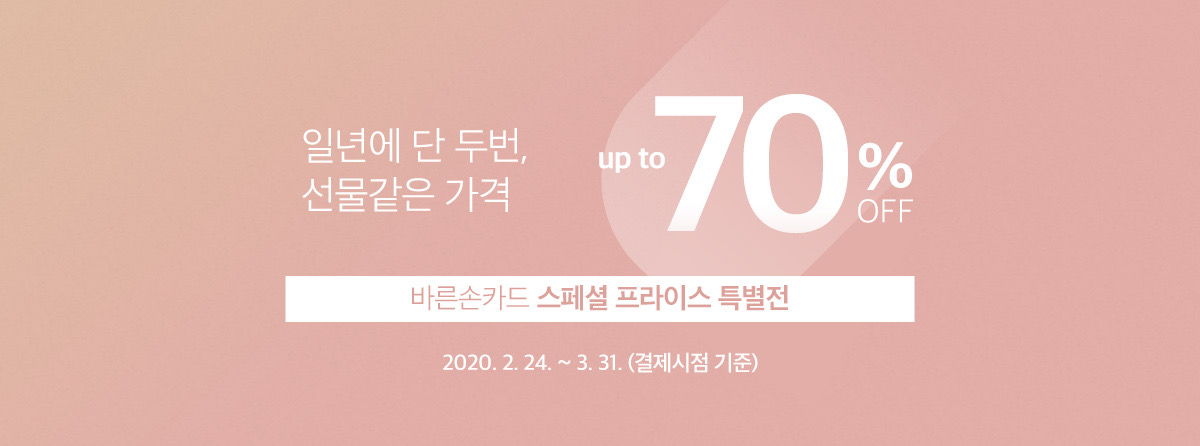 일년에 단 두번,
선물같은 가격
up to 70% OFF
바른손카드 스페셜 프라이스 특별전
2020. 2. 24. ~ 3. 31. (결제시점 기준)